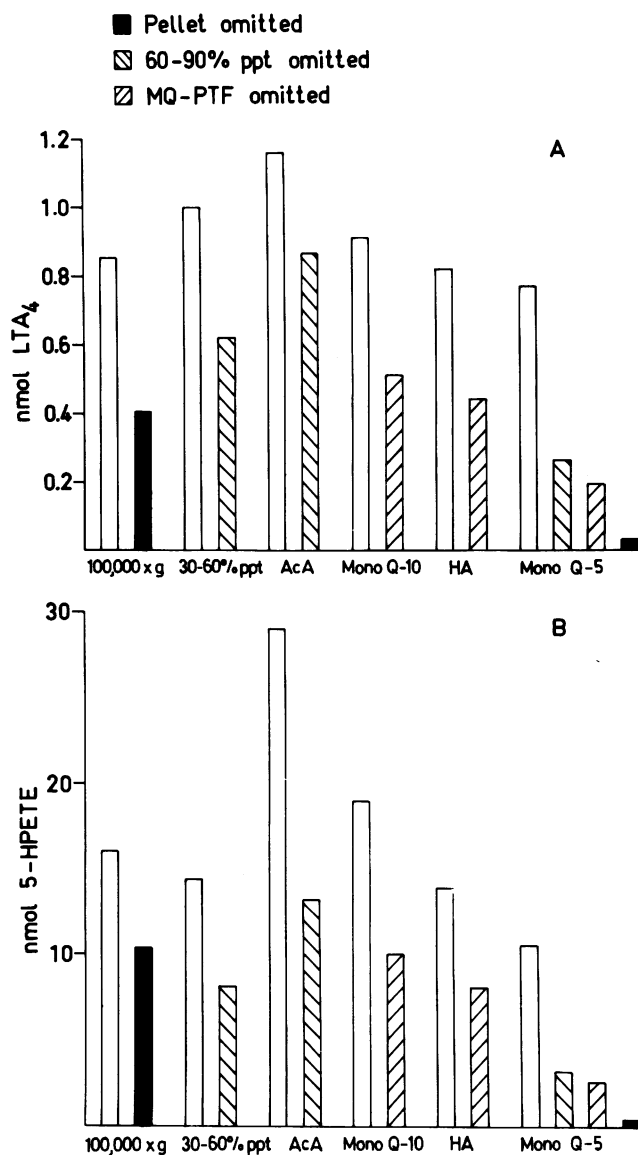 Pellet omitted
60-90% ppt omitted
MQ-PTF omitted
A
1.2
1.0
0.8
0.6
0.4
0.2
nmol LTA₄
100,000 x g 30-60% ppt AcA Mono Q-10 HA Mono Q-5
B
30
20
10
nmol 5-HPETE
100,000 x g 30-60% ppt AcA Mono Q-10 HA Mono Q-5